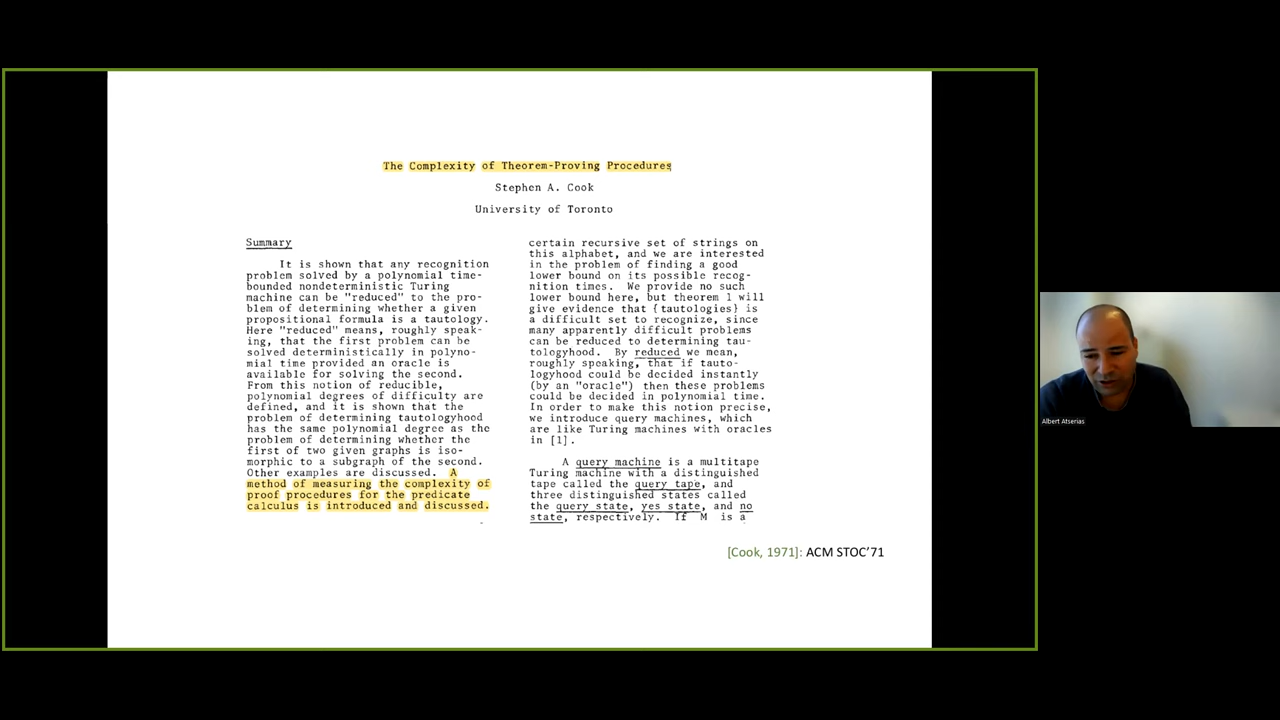 The Complexity of Theorem-Proving Procedures
Stephen A. Cook
University of Toronto
Summary
It is shown that any recognition
problem solved by a polynomial time-
bounded nondeterministic Turing
machine can be "reduced" to the pro-
blem of determining whether a given
propositional formula is a tautology.
Here "reduced" means, roughly speak-
ing, that the first problem can be
solved deterministically in polyno-
mial time provided an oracle is
available for solving the second.
From this notion of reducible,
polynomial degrees of difficulty are
defined, and it is shown that the
problem of determining tautologyhood
has the same polynomial degree as the
problem of determining whether the
first of two given graphs is iso-
morphic to a subgraph of the second.
Other examples are discussed. A
method of measuring the complexity of
proof procedures for the predicate
calculus is introduced and discussed.
certain recursive set of strings on
this alphabet, and we are interested
in the problem of finding a good
lower bound on its possible recog-
nition times. We provide no such
lower bound here, but theorem 1 will
give evidence that {tautologies} is
a difficult set to recognize, since
many apparently difficult problems
can be reduced to determining tau-
tologyhood. By reduced we mean,
roughly speaking, that if tauto-
logyhood could be decided instantly
(by an "oracle") then these problems
could be decided in polynomial time.
In order to make this notion precise,
we introduce query machines, which
are like Turing machines with oracles
in [1].
A query machine is a multitape
Turing machine with a distinguished
tape called the query tape, and
three distinguished states called
the query state, yes state, and no
state, respectively. If M is a
[Cook, 1971]: ACM STOC'71
Albert Atserias